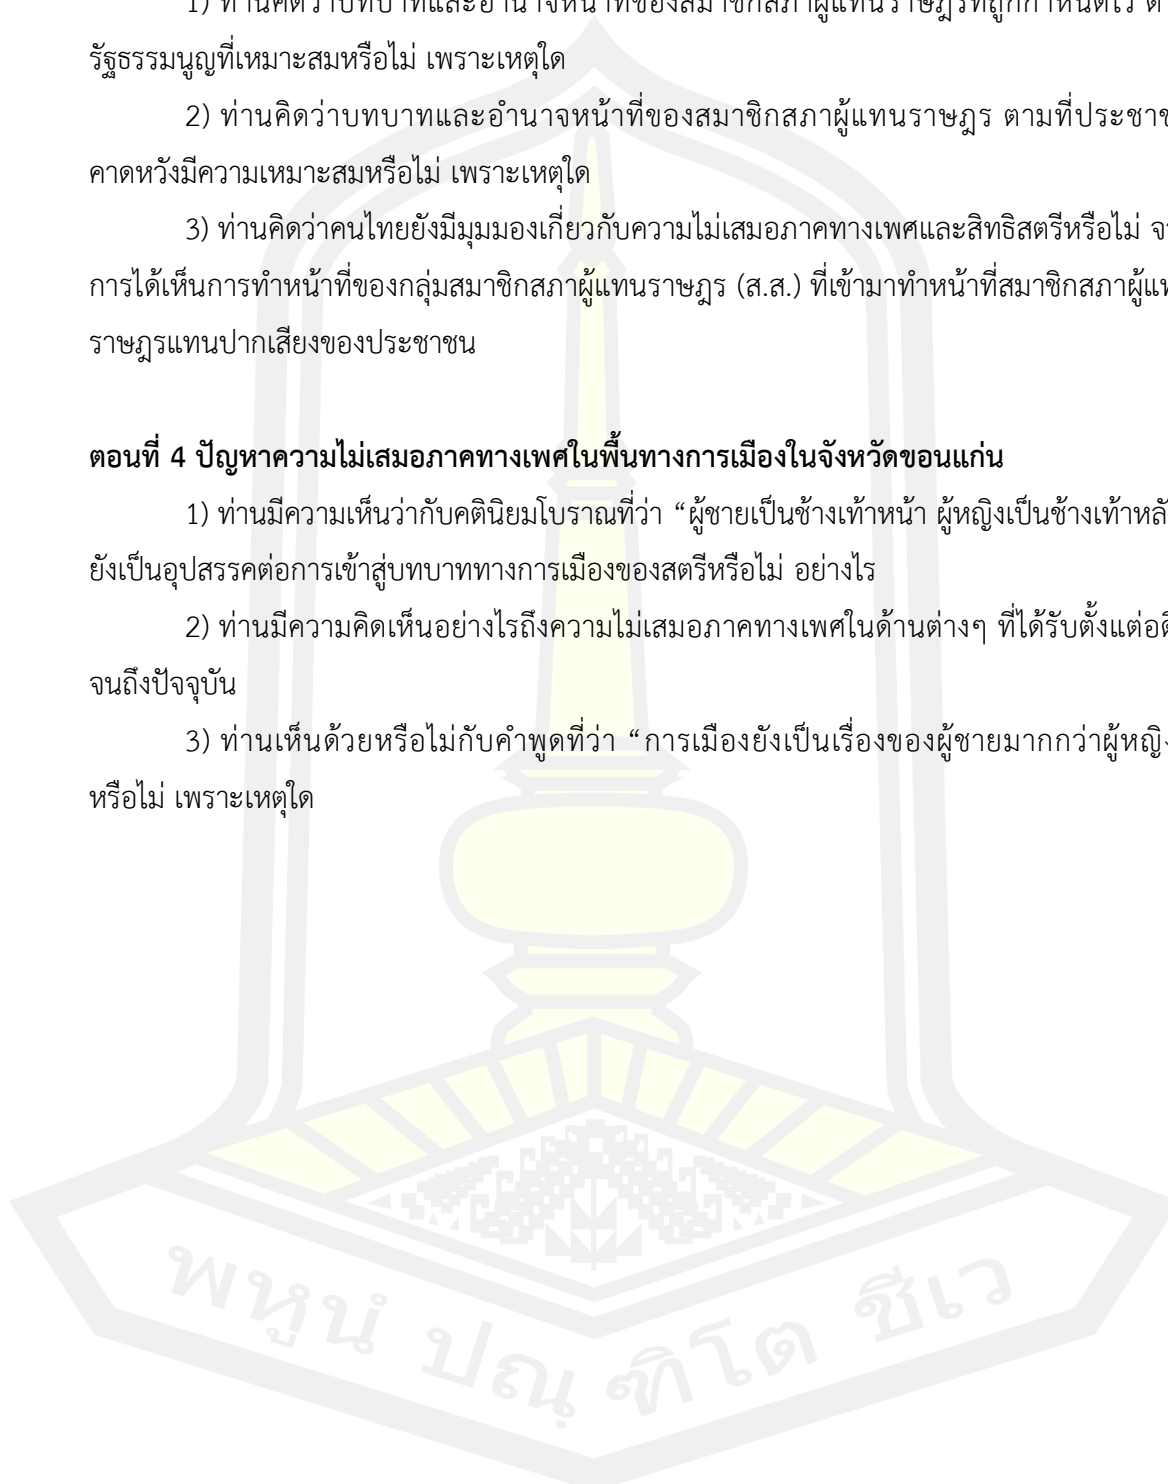 1) ท่านคิดว่าบทบาทและอำนาจหน้าที่ของสมาชิกสภาผู้แทนราษฎรที่ถูกกำหนดไว้
รัฐธรรมนูญที่เหมาะสมหรือไม่ เพราะเหตุใด
2) ท่านคิดว่าบทบาทและอำนาจหน้าที่ของสมาชิกสภาผู้แทนราษฎร ตามที่
คาดหวังมีความเหมาะสมหรือไม่ เพราะเหตุใด
3) ท่านคิดว่าคนไทยยังมีมุมมองเกี่ยวกับความไม่เสมอภาคทางเพศและสิทธิสตรีหรือไม่
การได้เห็นการทำหน้าที่ของกลุ่มสมาชิกสภาผู้แทนราษฎร (ส.ส.) ที่เข้ามาทำหน้าที่สมาชิกสภา
ราษฎรแทนปากเสียงของประชาชน
ตอนที่ 4 ปัญหาความไม่เสมอภาคทางเพศในพื้นทางการเมืองในจังหวัดขอนแก่น
1) ท่านมีความเห็นว่ากับคตินิยมโบราณที่ว่า “ผู้ชายเป็นช้างเท้าหน้า ผู้หญิงเป็นช้างเท้า
ยังเป็นอุปสรรคต่อการเข้าสู่บทบาททางการเมืองของสตรีหรือไม่ อย่างไร
2) ท่านมีความคิดเห็นอย่างไรถึงความไม่เสมอภาคทางเพศในด้านต่างๆ ที่ได้รับตั้งแต่
จนถึงปัจจุบัน
3) ท่านเห็นด้วยหรือไม่กับคำพูดที่ว่า “การเมืองยังเป็นเรื่องของผู้ชายมากกว่าผู้หญิง
หรือไม่ เพราะเหตุใด
พหูนํ ปณฺฑิโต ชีเว